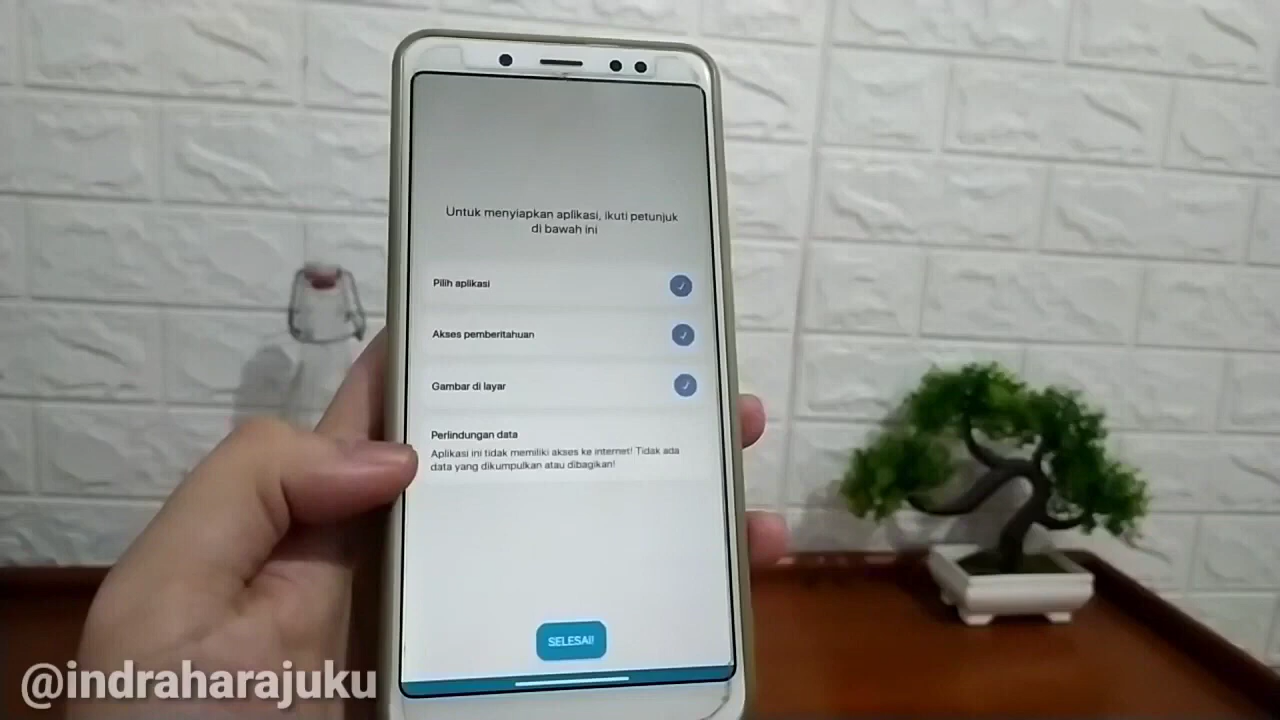 Untuk menyiapkan aplikasi, ikuti petunjuk
di bawah ini
Pilih aplikasi
Akses pemberitahuan
Gambar di layar
Perlindungan data
Aplikasi ini tidak memiliki akses ke internet! Tidak ada
data yang dikumpulkan atau dibagikan!
SELESAI!
@indraharajuku